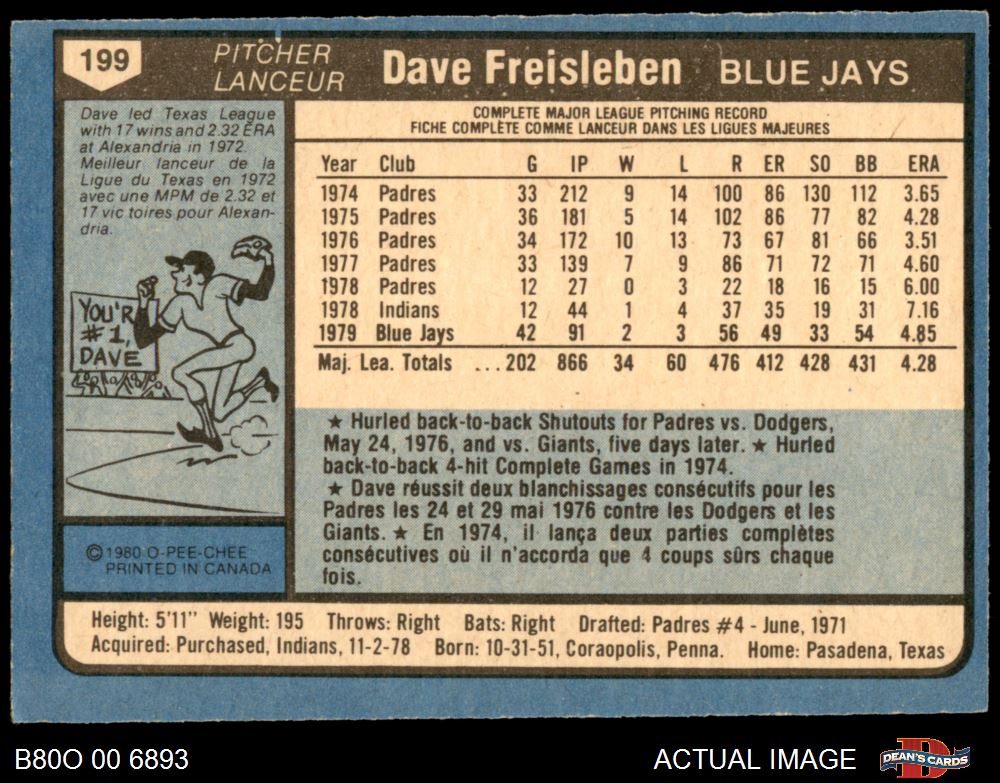 199
PITCHER
LANCEUR
Dave Freisleben BLUE JAYS
Dave led Texas League
with 17 wins and 2.32 ERA
at Alexandria in 1972.
Meilleur lanceur de la
Ligue du Texas en 1972
avec une MPM de 2.32 et
17 vic toires pour Alexan-
dria.
YOU'R
#1,
DAVE
©1980 O-PEE-CHEE
PRINTED IN CANADA
COMPLETE MAJOR LEAGUE PITCHING RECORD
FICHE COMPLÈTE COMME LANCEUR DANS LES LIGUES MAJEURES
Year Club G IP W L R ER SO BB ERA
1974 Padres 33 212 9 14 100 86 130 112 3.65
1975 Padres 36 181 5 14 102 86 77 82 4.28
1976 Padres 34 172 10 13 73 67 81 66 3.51
1977 Padres 33 139 7 9 86 71 72 71 4.60
1978 Padres 12 27 0 3 22 18 16 15 6.00
1978 Indians 12 44 1 4 37 35 19 31 7.16
1979 Blue Jays 42 91 2 3 56 49 33 54 4.85
Maj. Lea. Totals ...202 866 34 60 476 412 428 431 4.28
★ Hurled back-to-back Shutouts for Padres vs. Dodgers,
May 24, 1976, and vs. Giants, five days later. ★ Hurled
back-to-back 4-hit Complete Games in 1974.
★ Dave réussit deux blanchissages consécutifs pour les
Padres les 24 et 29 mai 1976 contre les Dodgers et les
Giants. ★ En 1974, il lança deux parties complètes
consécutives où il n'accorda que 4 coups sûrs chaque
fois.
Height: 5'11" Weight: 195 Throws: Right Bats: Right Drafted: Padres #4 - June, 1971
Acquired: Purchased, Indians, 11-2-78 Born: 10-31-51, Coraopolis, Penna. Home: Pasadena, Texas
B80O 00 6893
ACTUAL IMAGE
DEAN'S CARDS